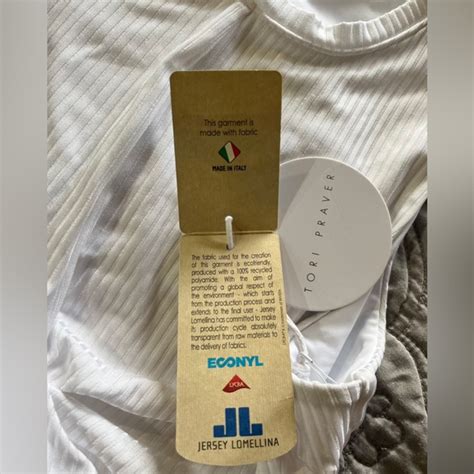 This garment is
made with fabric
MADE IN ITALY
TORI PRAVER
The fabric used for the creation
of this garment is ecofriendly,
produced with a 100% recycled
polyamide. With the aim of
promoting a global respect of
the environment - which starts
from the production process and
extends to the final user - Jersey
Lomellina has committed to make
its production cycle absolutely
transparent from raw materials to
the delivery of fabrics.
ECONYL
LYCRA
JL
JERSEY LOMELLINA